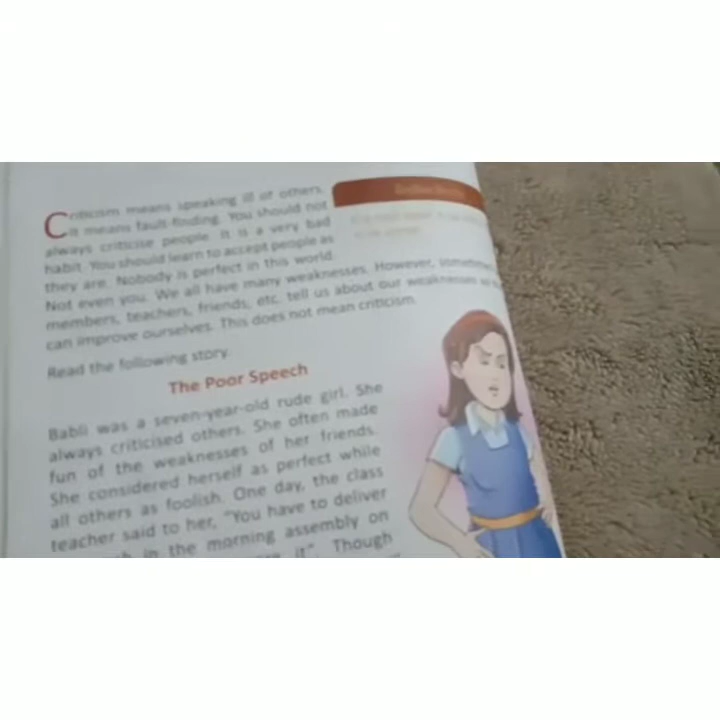 Criticism means speaking ill of others.
It means fault-finding. You should not
always criticise people. It is a very bad
habit. You should learn to accept people as
they are. Nobody is perfect in this world.
Not even you. We all have many weaknesses. However, sometimes
members, teachers, friends, etc. tell us about our weaknesses so
can improve ourselves. This does not mean criticism.
Read the following story.
The Poor Speech
Babli was a seven-year-old rude girl. She
always criticised others. She often made
fun of the weaknesses of her friends.
She considered herself as perfect while
all others as foolish. One day, the class
teacher said to her, "You have to deliver
in the morning assembly on
it". Though